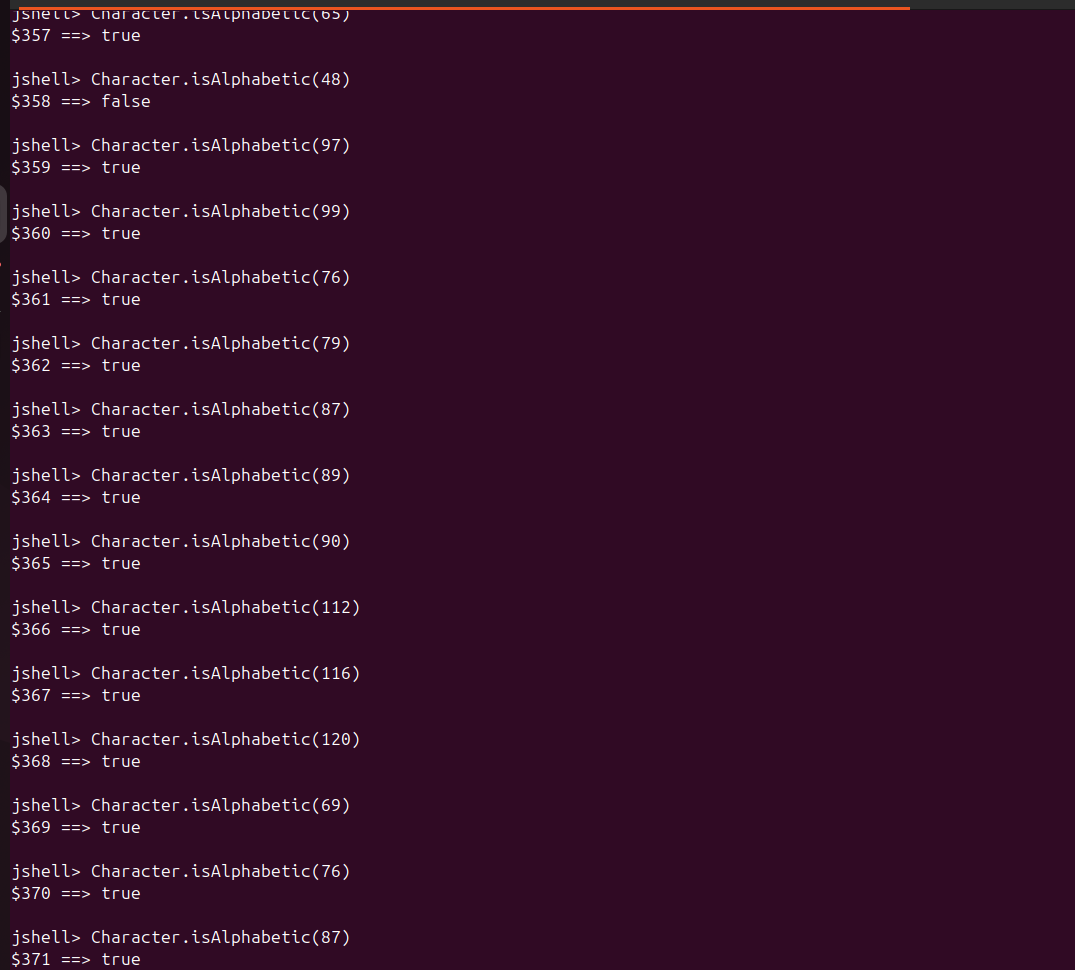 jshell> Character.isAlphabetic(65)
$357 ==> true
jshell> Character.isAlphabetic(48)
$358 ==> false
jshell> Character.isAlphabetic(97)
$359 ==> true
jshell> Character.isAlphabetic(99)
$360 ==> true
jshell> Character.isAlphabetic(76)
$361 ==> true
jshell> Character.isAlphabetic(79)
$362 ==> true
jshell> Character.isAlphabetic(87)
$363 ==> true
jshell> Character.isAlphabetic(89)
$364 ==> true
jshell> Character.isAlphabetic(90)
$365 ==> true
jshell> Character.isAlphabetic(112)
$366 ==> true
jshell> Character.isAlphabetic(116)
$367 ==> true
jshell> Character.isAlphabetic(120)
$368 ==> true
jshell> Character.isAlphabetic(69)
$369 ==> true
jshell> Character.isAlphabetic(76)
$370 ==> true
jshell> Character.isAlphabetic(87)
$371 ==> true